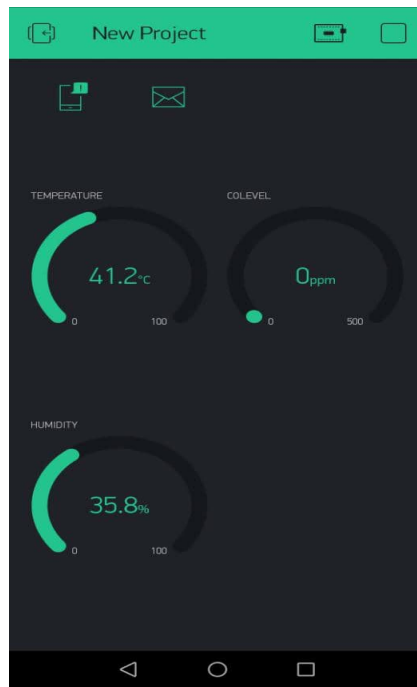 New Project
TEMPERATURE
COLEVEL
41.2°C
0ppm
0 100
0 500
HUMIDITY
35.8%
0 100